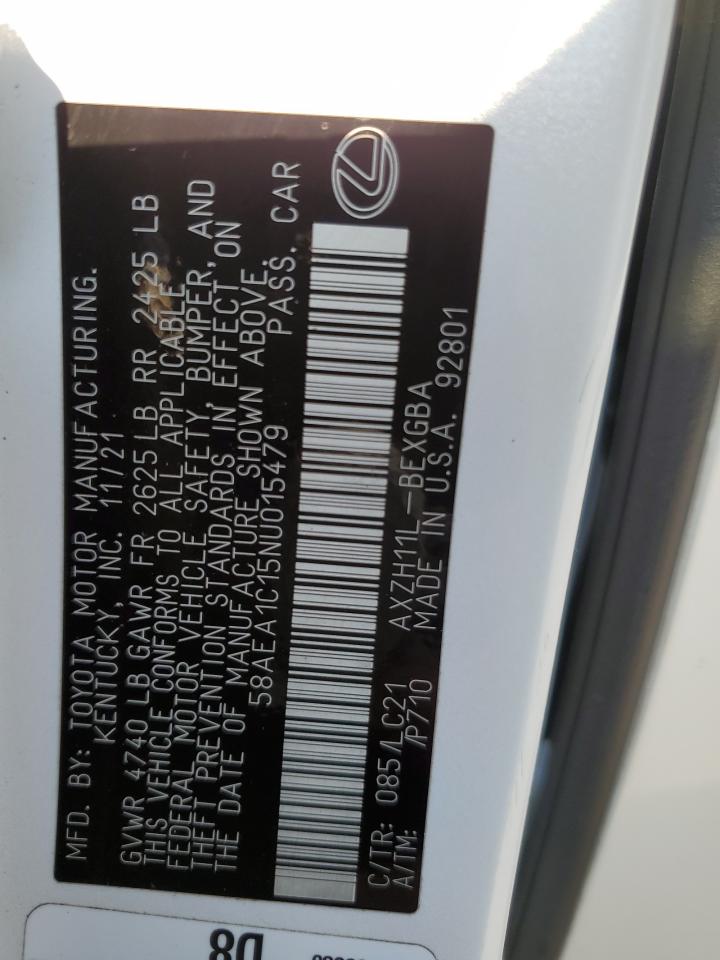 MFD. BY: TOYOTA MOTOR MANUFACTURING.
KENTUCKY, INC. 11/21
GVWR 4740 LB GAWR FR 2625 LB RR 2425 LB
THIS VEHICLE CONFORMS TO ALL APPLICABLE
FEDERAL MOTOR VEHICLE SAFETY, BUMPER, AND
THEFT PREVENTION STANDARDS IN EFFECT ON
THE DATE OF MANUFACTURE SHOWN ABOVE.
58AEA1C15NU015479 PASS. CAR
C/TR: 085/LC21 AXZH11L-BEXGBA
A/TM: /P710 MADE IN U.S.A. 92801
D8